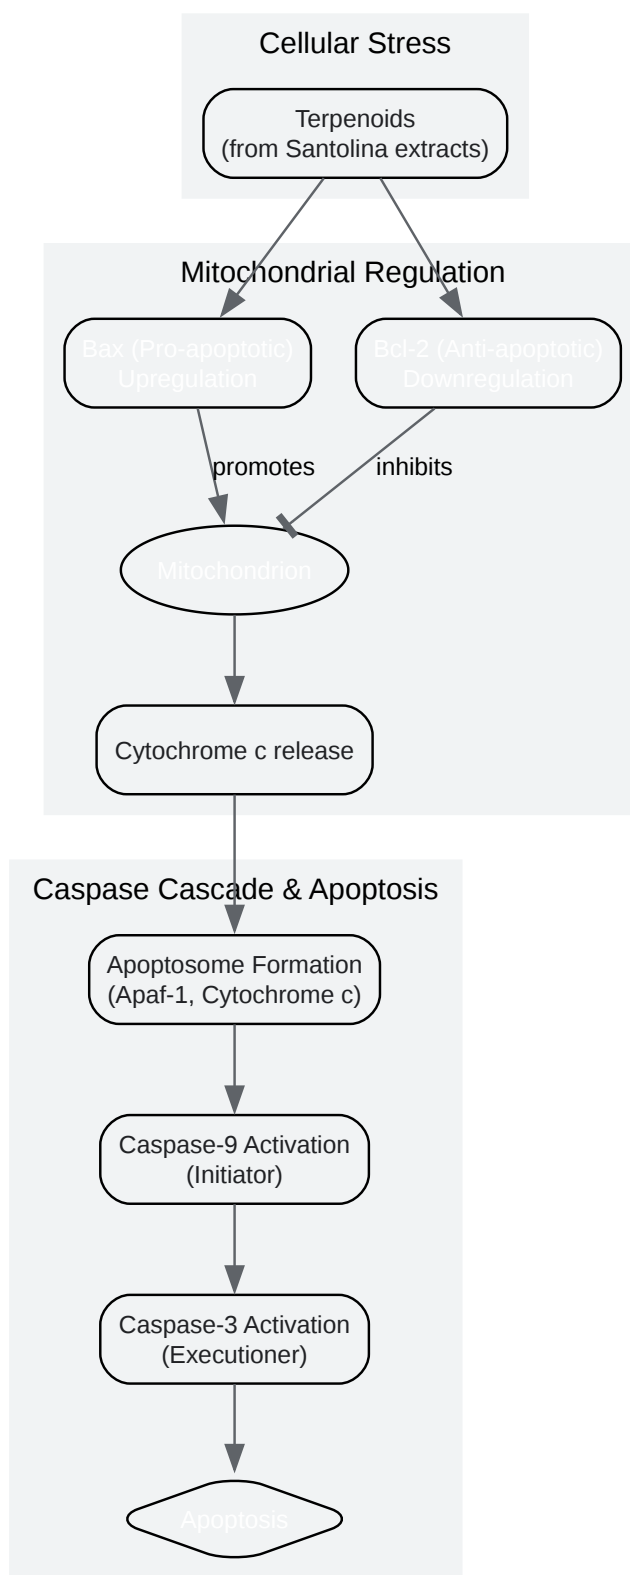 Cellular Stress
Terpenoids
(from Santolina extracts)
Mitochondrial Regulation
Bax (Pro-apoptotic)
Upregulation
Bcl-2 (Anti-apoptotic)
Downregulation
promotes
inhibits
Mitochondrion
Cytochrome c release
Caspase Cascade & Apoptosis
Apoptosome Formation
(Apaf-1, Cytochrome c)
Caspase-9 Activation
(Initiator)
Caspase-3 Activation
(Executioner)
Apoptosis